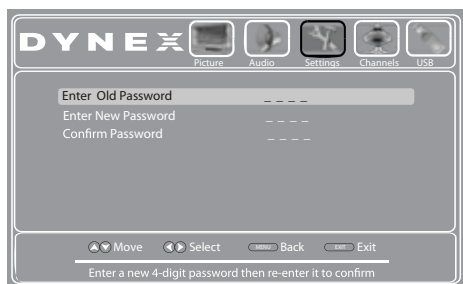 DYNEX
Picture Audio Settings Channels USB
Enter Old Password _ _ _ _
Enter New Password _ _ _ _
Confirm Password _ _ _ _
Move Select MENU Back EXIT Exit
Enter a new 4-digit password then re-enter it to confirm